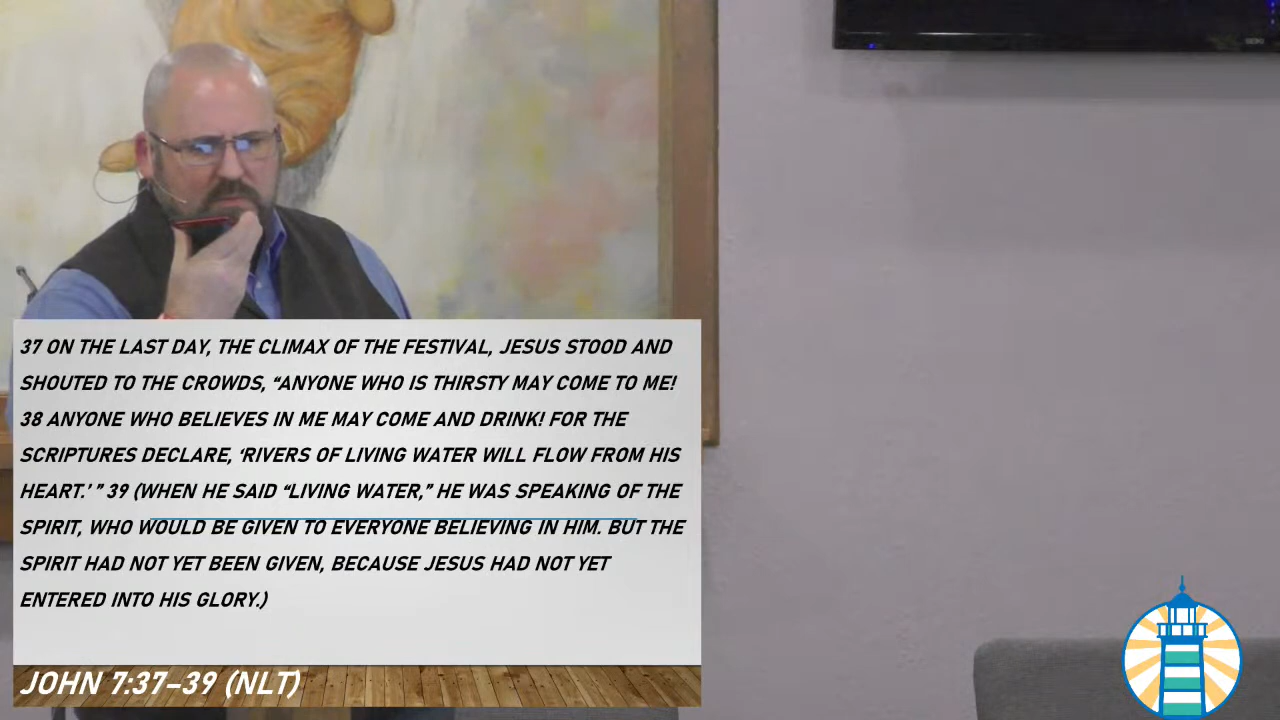 37 ON THE LAST DAY, THE CLIMAX OF THE FESTIVAL, JESUS STOOD AND
SHOUTED TO THE CROWDS, “ANYONE WHO IS THIRSTY MAY COME TO ME!
38 ANYONE WHO BELIEVES IN ME MAY COME AND DRINK! FOR THE
SCRIPTURES DECLARE, ‘RIVERS OF LIVING WATER WILL FLOW FROM HIS
HEART.’ ” 39 (WHEN HE SAID “LIVING WATER,” HE WAS SPEAKING OF THE
SPIRIT, WHO WOULD BE GIVEN TO EVERYONE BELIEVING IN HIM. BUT THE
SPIRIT HAD NOT YET BEEN GIVEN, BECAUSE JESUS HAD NOT YET
ENTERED INTO HIS GLORY.)
JOHN 7:37–39 (NLT)